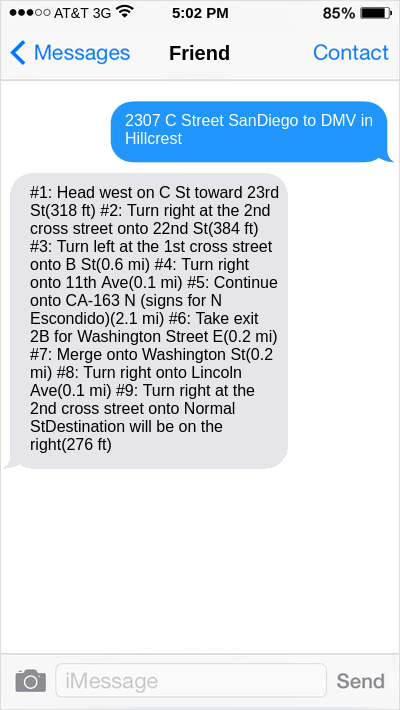 AT&T 3G 5:02 PM 85%
Messages Friend Contact
2307 C Street SanDiego to DMV in
Hillcrest
#1: Head west on C St toward 23rd
St(318 ft) #2: Turn right at the 2nd
cross street onto 22nd St(384 ft)
#3: Turn left at the 1st cross street
onto B St(0.6 mi) #4: Turn right
onto 11th Ave(0.1 mi) #5: Continue
onto CA-163 N (signs for N
Escondido)(2.1 mi) #6: Take exit
2B for Washington Street E(0.2 mi)
#7: Merge onto Washington St(0.2
mi) #8: Turn right onto Lincoln
Ave(0.1 mi) #9: Turn right at the
2nd cross street onto Normal
StDestination will be on the
right(276 ft)
iMessage Send